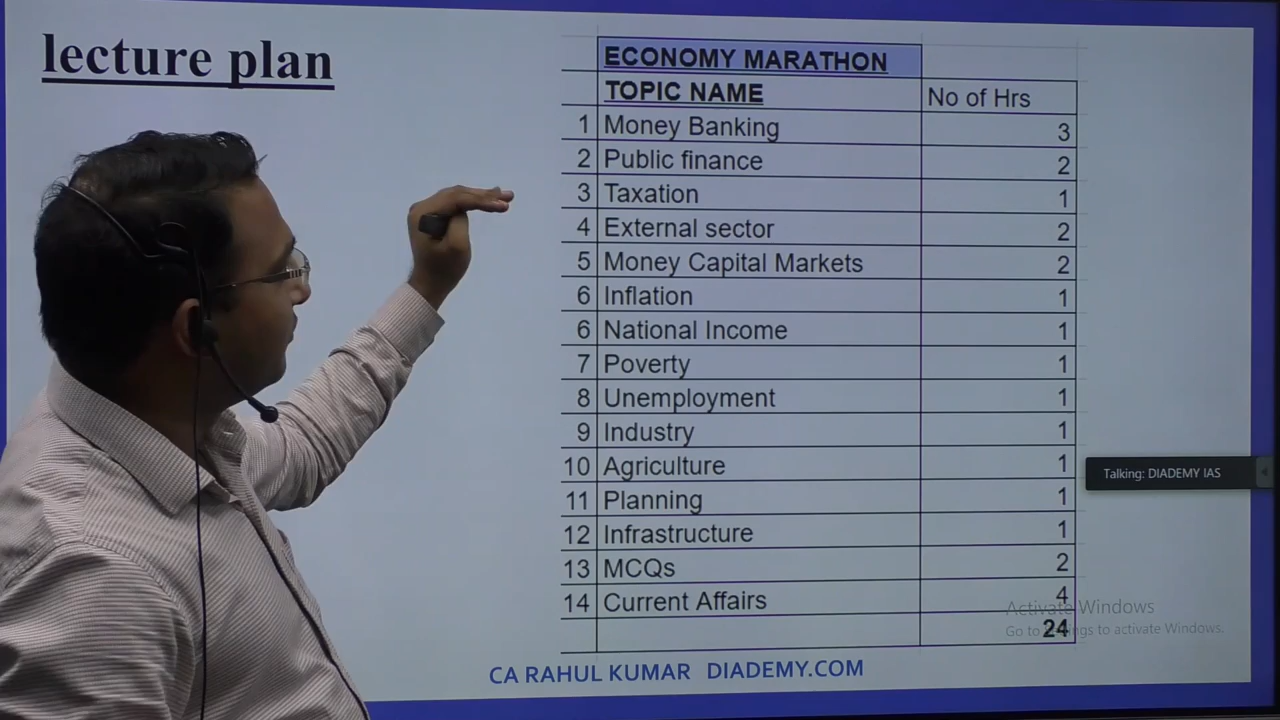 lecture plan
ECONOMY MARATHON
TOPIC NAME No of Hrs
1 Money Banking 3
2 Public finance 2
3 Taxation 1
4 External sector 2
5 Money Capital Markets 2
6 Inflation 1
6 National Income 1
7 Poverty 1
8 Unemployment 1
9 Industry 1
10 Agriculture 1
11 Planning 1
12 Infrastructure 1
13 MCQs 2
14 Current Affairs 4
24
Talking: DIADEMY IAS
Activate Windows
Go to Settings to activate Windows.
CA RAHUL KUMAR DIADEMY.COM